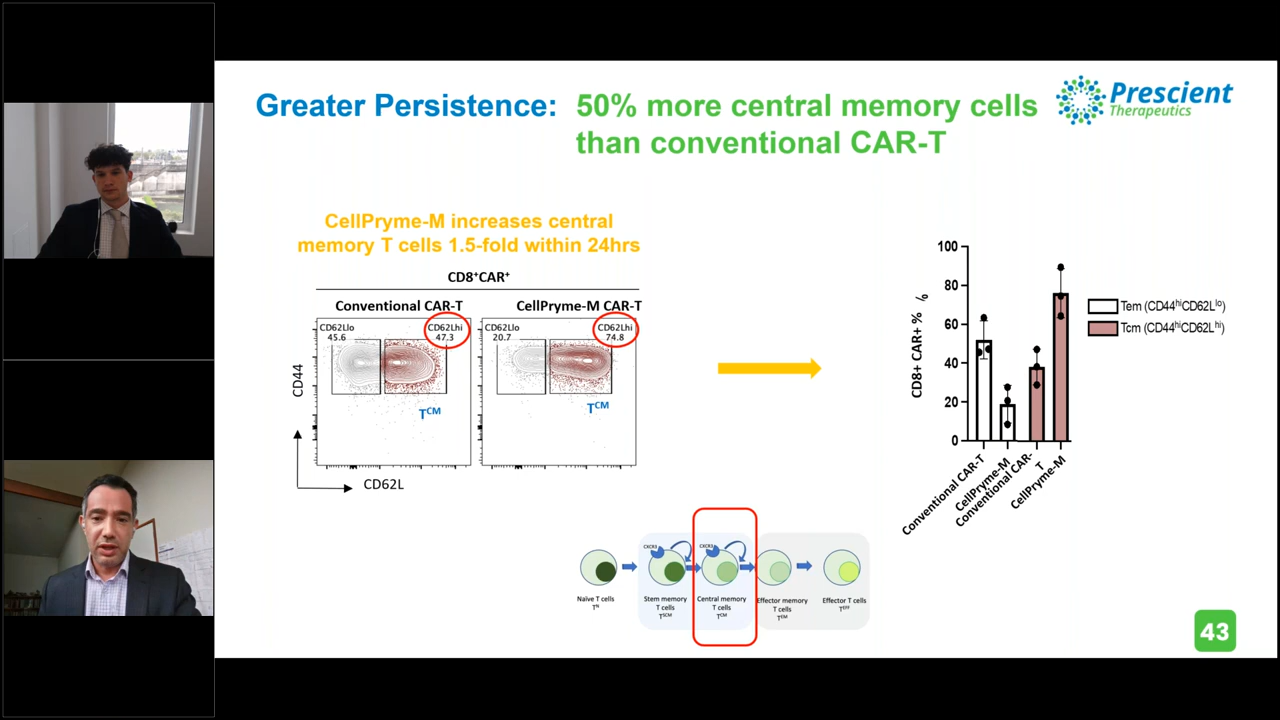 Greater Persistence: 50% more central memory cells
than conventional CAR-T
Prescient
Therapeutics
CellPryme-M increases central
memory T cells 1.5-fold within 24hrs
CD8⁺CAR⁺
Conventional CAR-T
CellPryme-M CAR-T
CD62Llo
45.6
CD62Lhi
47.3
CD62Llo
20.7
CD62Lhi
74.8
CD44
TCM
TCM
CD62L
CD8+ CAR+ %
100
80
60
40
20
0
Conventional CAR-T
CellPryme-M
Conventional CAR-
T
CellPryme-M
Tem (CD44hiCD62Llo)
Tcm (CD44hiCD62Lhi)
CXCR3
CXCR3
Naïve T cells
TN
Stem memory
T cells
TSCM
Central memory
T cells
TCM
Effector memory
T cells
TEM
Effector T cells
TEFF
43